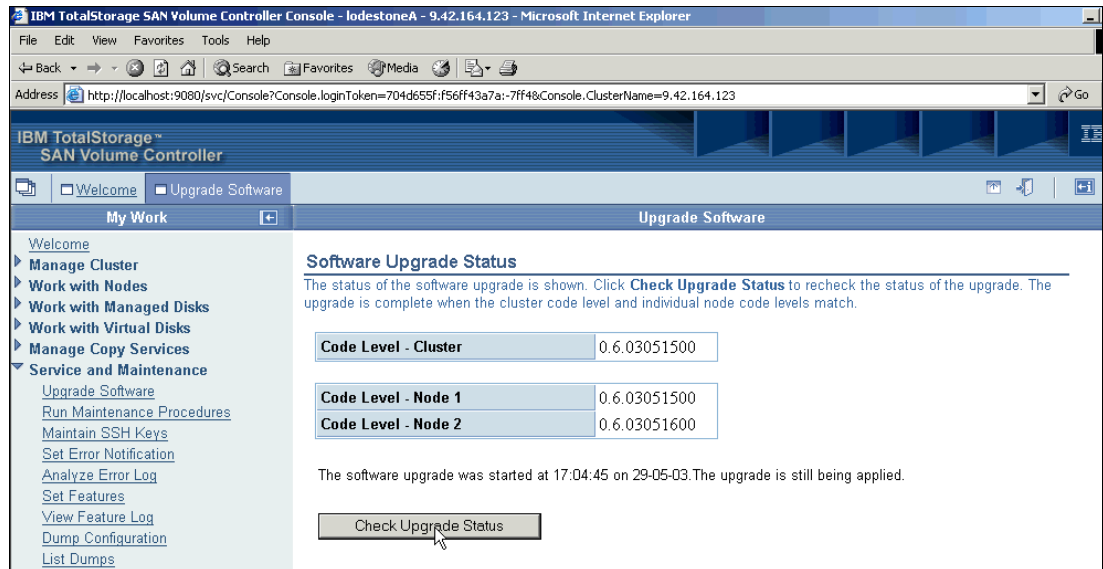 IBM TotalStorage SAN Volume Controller Console - lodestoneA - 9.42.164.123 - Microsoft Internet Explorer
File Edit View Favorites Tools Help
Back Search Favorites Media
Address http://localhost:9080/svc/Console?Console.loginToken=704d655f:f56ff43a7a:-7ff4&Console.ClusterName=9.42.164.123 Go
IBM TotalStorage™
SAN Volume Controller
Welcome Upgrade Software
My Work Upgrade Software
Welcome
Manage Cluster
Work with Nodes
Work with Managed Disks
Work with Virtual Disks
Manage Copy Services
Service and Maintenance
Upgrade Software
Run Maintenance Procedures
Maintain SSH Keys
Set Error Notification
Analyze Error Log
Set Features
View Feature Log
Dump Configuration
List Dumps
Software Upgrade Status
The status of the software upgrade is shown. Click Check Upgrade Status to recheck the status of the upgrade. The
upgrade is complete when the cluster code level and individual node code levels match.
Code Level - Cluster 0.6.03051500
Code Level - Node 1 0.6.03051500
Code Level - Node 2 0.6.03051600
The software upgrade was started at 17:04:45 on 29-05-03.The upgrade is still being applied.
Check Upgrade Status